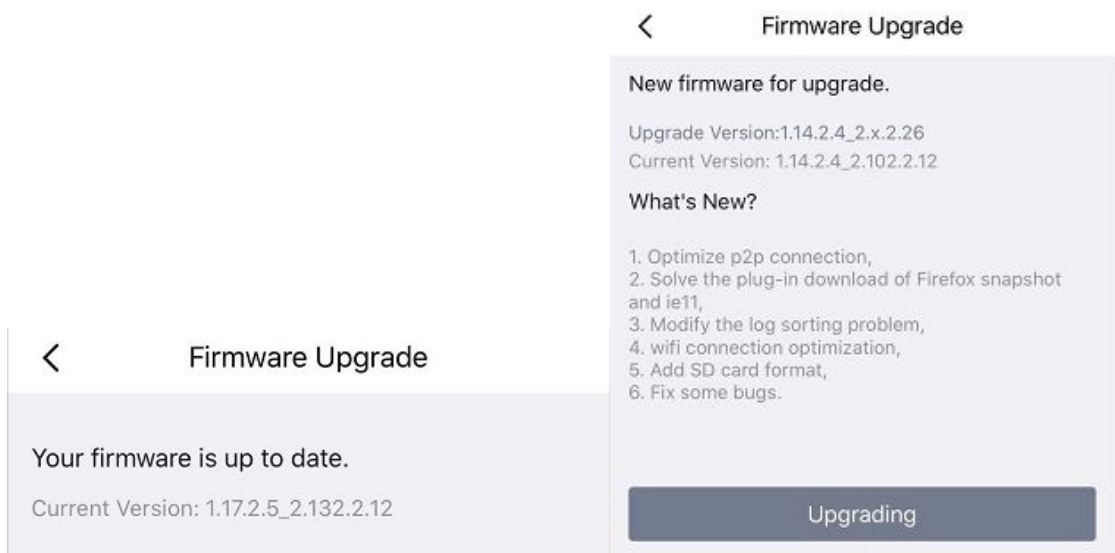 Firmware Upgrade
Your firmware is up to date.
Current Version: 1.17.2.5_2.132.2.12
Firmware Upgrade
New firmware for upgrade.
Upgrade Version:1.14.2.4_2.x.2.26
Current Version: 1.14.2.4_2.102.2.12
What's New?
1. Optimize p2p connection,
2. Solve the plug-in download of Firefox snapshot
and ie11,
3. Modify the log sorting problem,
4. wifi connection optimization,
5. Add SD card format,
6. Fix some bugs.
Upgrading